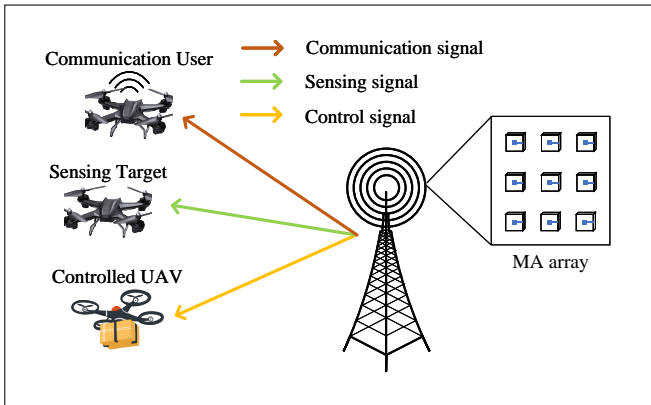 Communication User
Communication signal
Sensing signal
Control signal
Sensing Target
Controlled UAV
MA array